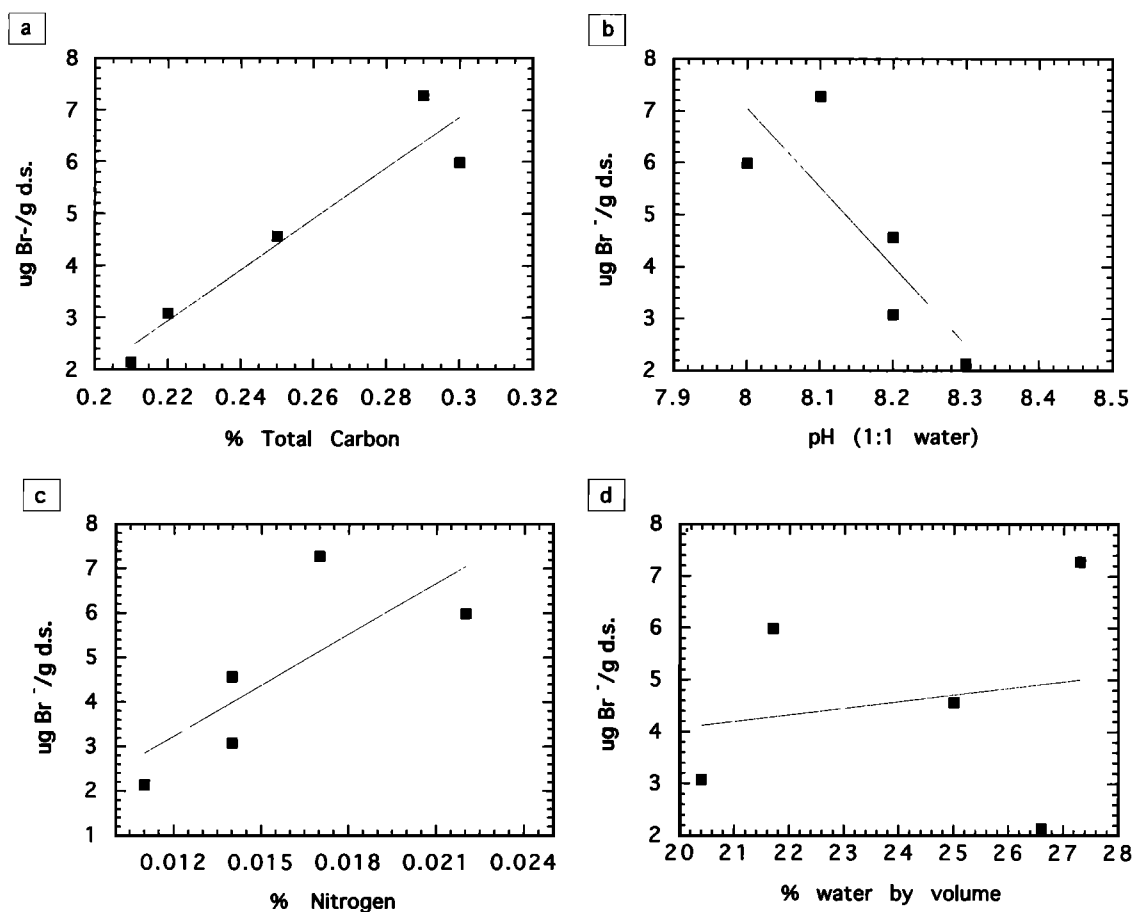 a
ug Br-/g d.s.
8
7
6
5
4
3
2
0.2 0.22 0.24 0.26 0.28 0.3 0.32
% Total Carbon
b
ug Br⁻/g d.s.
8
7
6
5
4
3
2
7.9 8 8.1 8.2 8.3 8.4 8.5
pH (1:1 water)
c
ug Br⁻/g d.s.
8
7
6
5
4
3
2
1
0.012 0.015 0.018 0.021 0.024
% Nitrogen
d
ug Br⁻/g d.s.
8
7
6
5
4
3
2
20 21 22 23 24 25 26 27 28
% water by volume